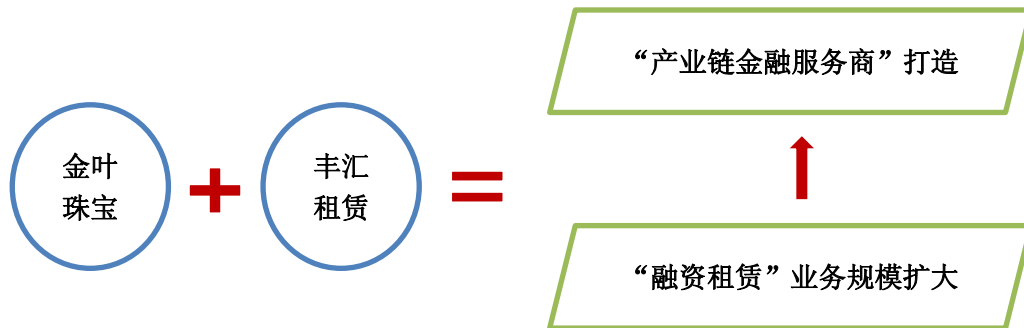 “产业链金融服务商”打造
金叶
珠宝
+
丰汇
租赁
=
“融资租赁”业务规模扩大